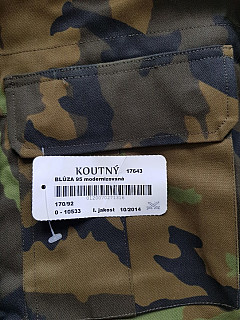 KOUTNÝ 17643
BLŮZA 95 modernizovaná
170/92
0 - 10533 I. jakost 10/2014